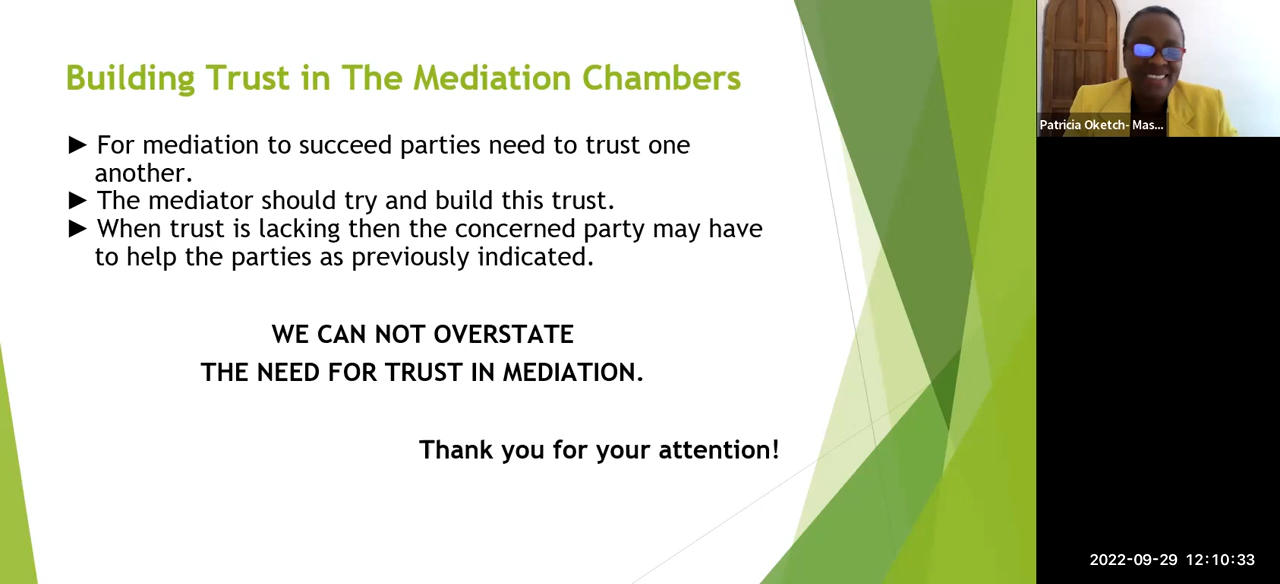 Building Trust in The Mediation Chambers
► For mediation to succeed parties need to trust one
another.
► The mediator should try and build this trust.
► When trust is lacking then the concerned party may have
to help the parties as previously indicated.
WE CAN NOT OVERSTATE
THE NEED FOR TRUST IN MEDIATION.
Thank you for your attention!
Patricia Oketch- Mas...
2022-09-29 12:10:33